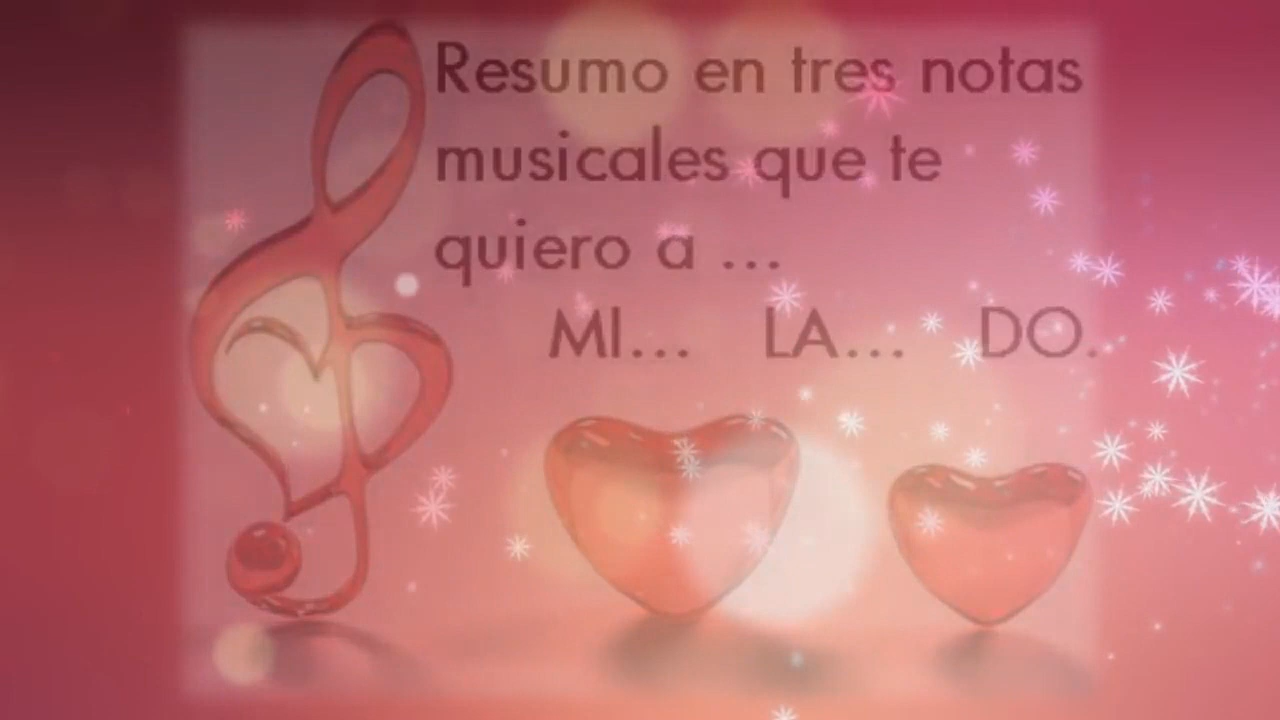 Resumo en tres notas
musicales que te
quiero a ...
MI... LA... DO.